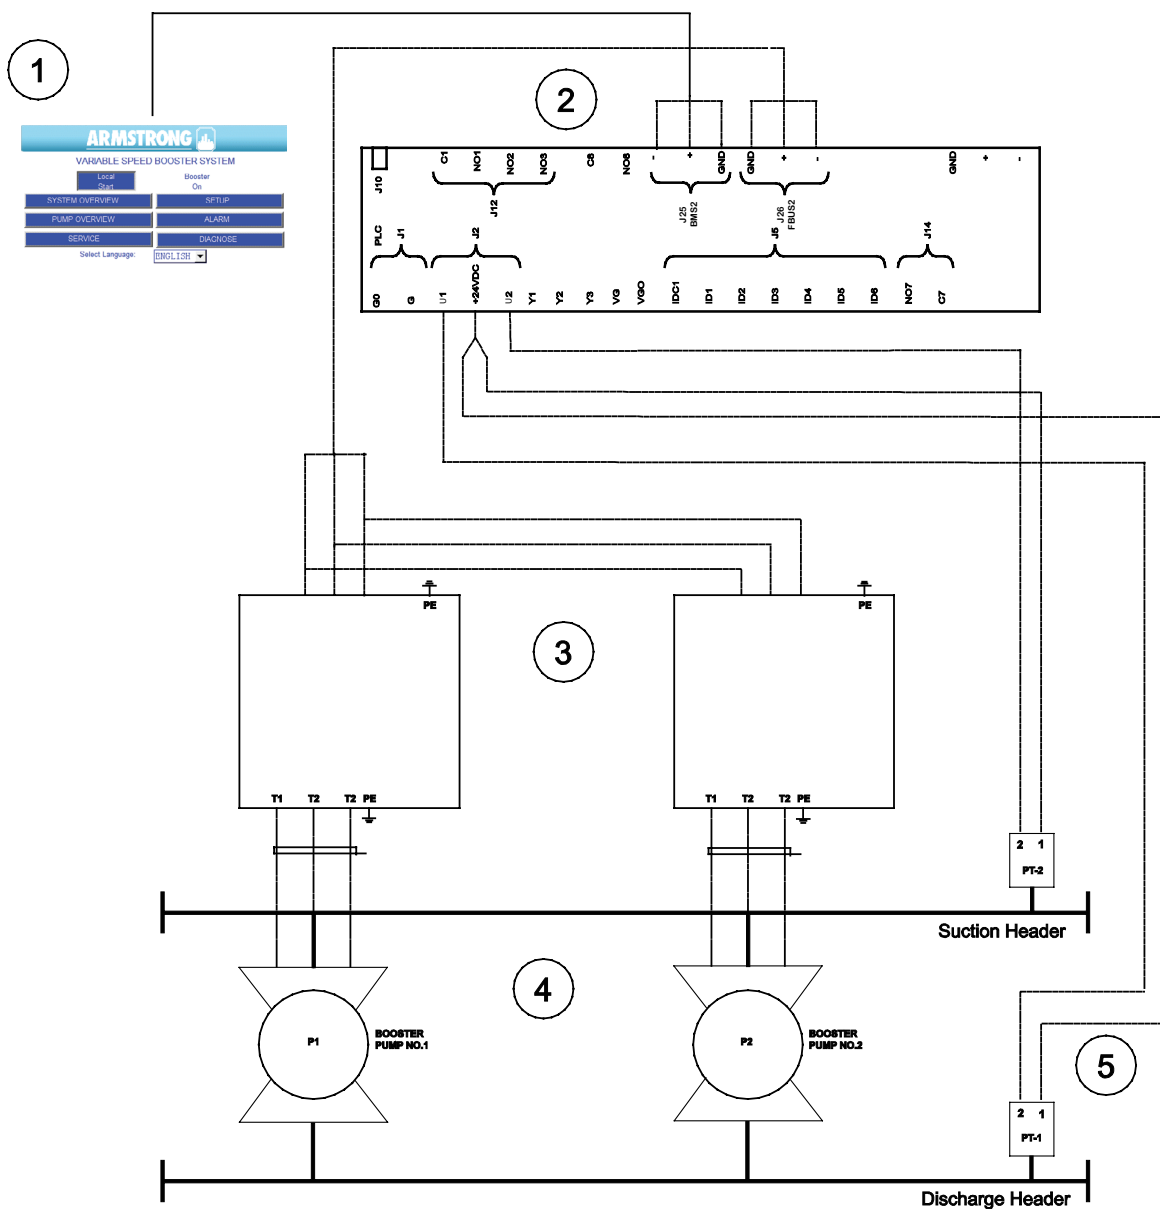 1
ARMSTRONG
VARIABLE SPEED BOOSTER SYSTEM
Local
Start
Booster
On
SYSTEM OVERVIEW
SETUP
PUMP OVERVIEW
ALARM
SERVICE
DIAGNOSE
Select Language:
ENGLISH
2
J10
C1
NO1
NO2
NO3
J12
C8
NO8
-
+
GND
J25
BMS2
GND
+
-
J26
FBUS2
GND
+
-
PLC
J1
J2
J5
J14
G0
G
U1
+24VDC
U2
Y1
Y2
Y3
VG
VGO
IDC1
ID1
ID2
ID3
ID4
ID5
ID6
NO7
C7
PE
PE
3
T1
T2
T2
PE
T1
T2
T2
PE
2
1
PT-2
Suction Header
4
P1
BOOSTER
PUMP NO.1
P2
BOOSTER
PUMP NO.2
5
2
1
PT-1
Discharge Header